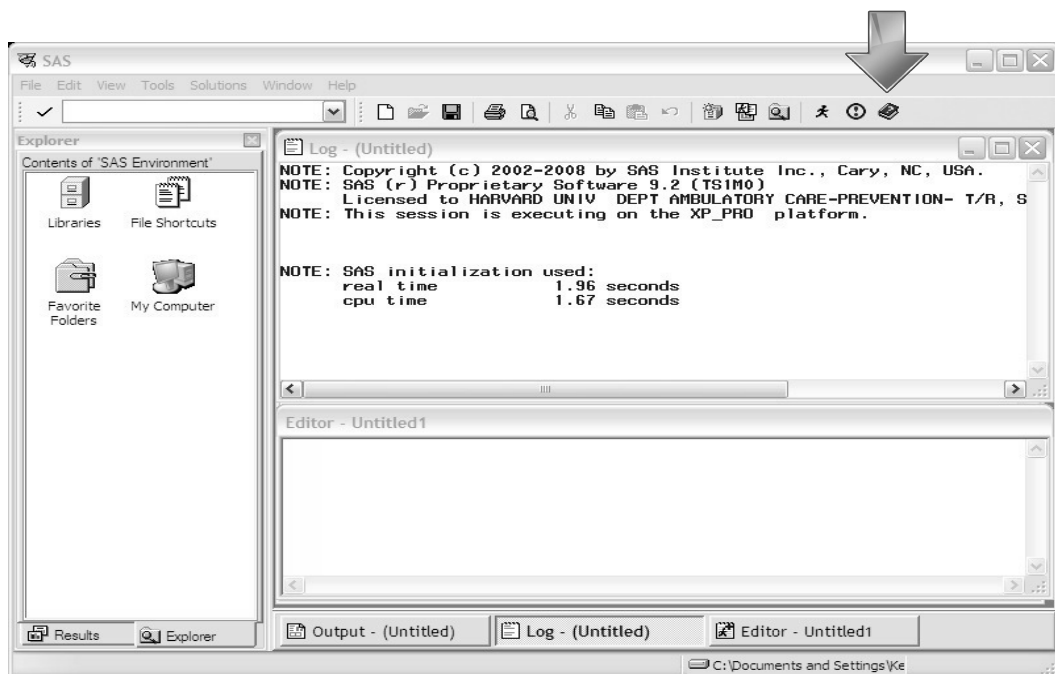 SAS
File Edit View Tools Solutions Window Help
Explorer
Contents of 'SAS Environment'
Libraries
File Shortcuts
Favorite Folders
My Computer
Results
Explorer
Log - (Untitled)
NOTE: Copyright (c) 2002-2008 by SAS Institute Inc., Cary, NC, USA.
NOTE: SAS (r) Proprietary Software 9.2 (TS1M0)
Licensed to HARVARD UNIV DEPT AMBULATORY CARE-PREVENTION- T/R, S
NOTE: This session is executing on the XP_PRO platform.
NOTE: SAS initialization used:
real time 1.96 seconds
cpu time 1.67 seconds
Editor - Untitled1
Output - (Untitled)
Log - (Untitled)
Editor - Untitled1
C:\Documents and Settings\Ke